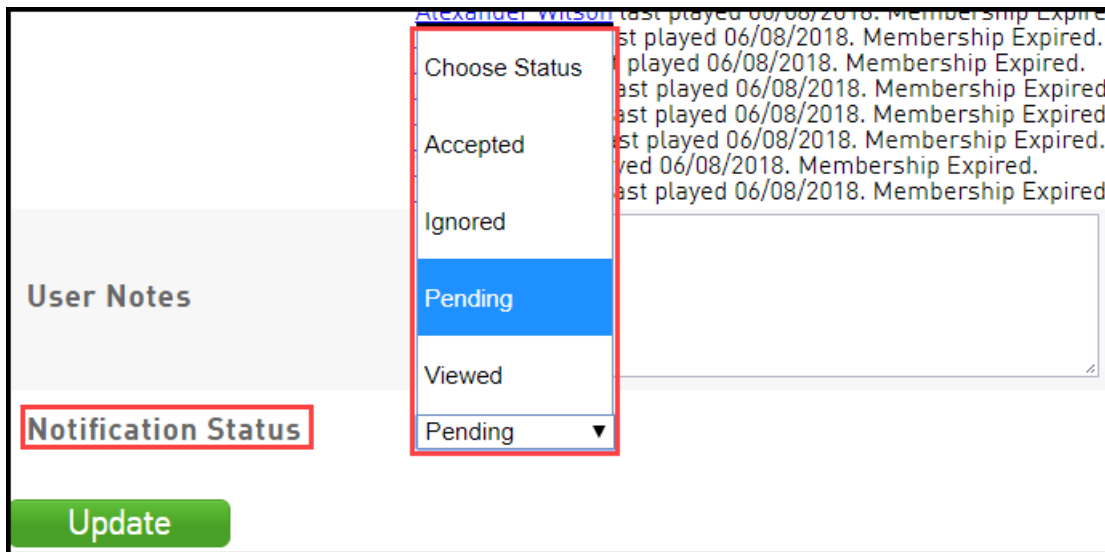 Alexander Wilson last played 06/08/2018. Membership Expire
st played 06/08/2018. Membership Expired.
played 06/08/2018. Membership Expired.
ast played 06/08/2018. Membership Expired
ast played 06/08/2018. Membership Expired
st played 06/08/2018. Membership Expired.
yed 06/08/2018. Membership Expired.
ast played 06/08/2018. Membership Expired
Choose Status
Accepted
Ignored
Pending
Viewed
User Notes
Notification Status
Pending
Update